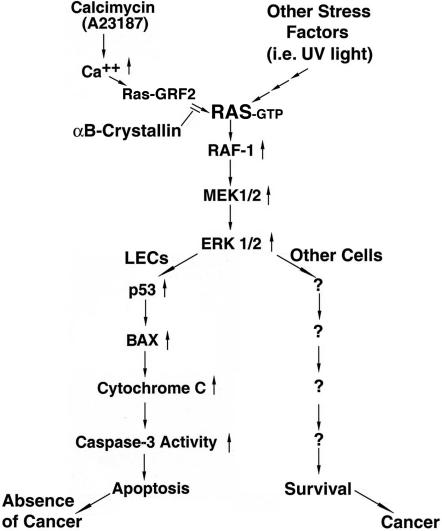 Calcimycin
(A23187)
Other Stress
Factors
(i.e. UV light)
Ca++
Ras-GRF2
RAS-GTP
αB-Crystallin
RAF-1
MEK1/2
ERK 1/2
LECs
Other Cells
p53
?
BAX
?
Cytochrome C
?
Caspase-3 Activity
?
Apoptosis
Survival
Absence
of Cancer
Cancer